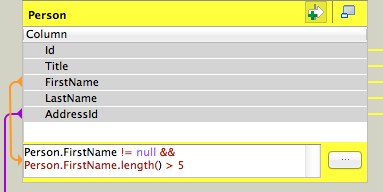 Person
Column
Id
Title
FirstName
LastName
AddressId
Person.FirstName != null &&
Person.FirstName.length() > 5
...